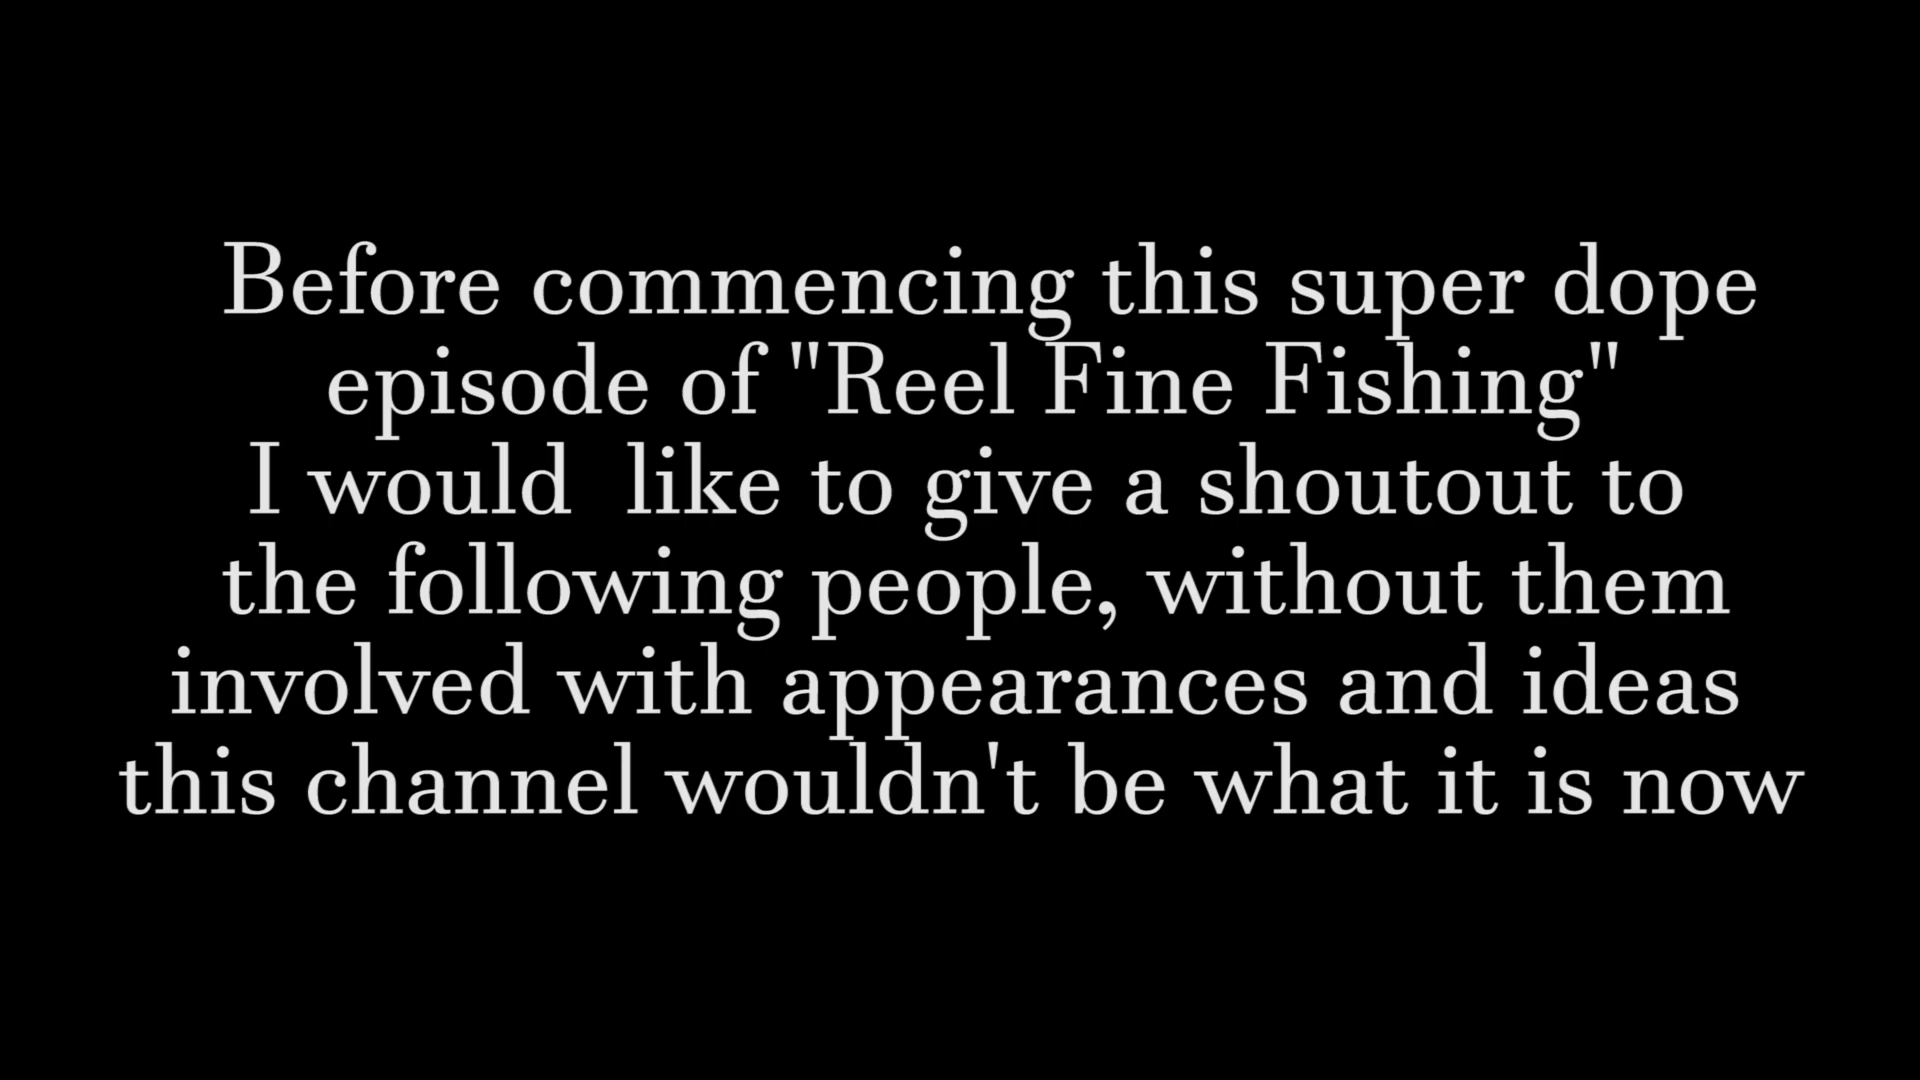 Before commencing this super dope
episode of "Reel Fine Fishing"
I would  like to give a shoutout to
the following people, without them
involved with appearances and ideas
this channel wouldn't be what it is now